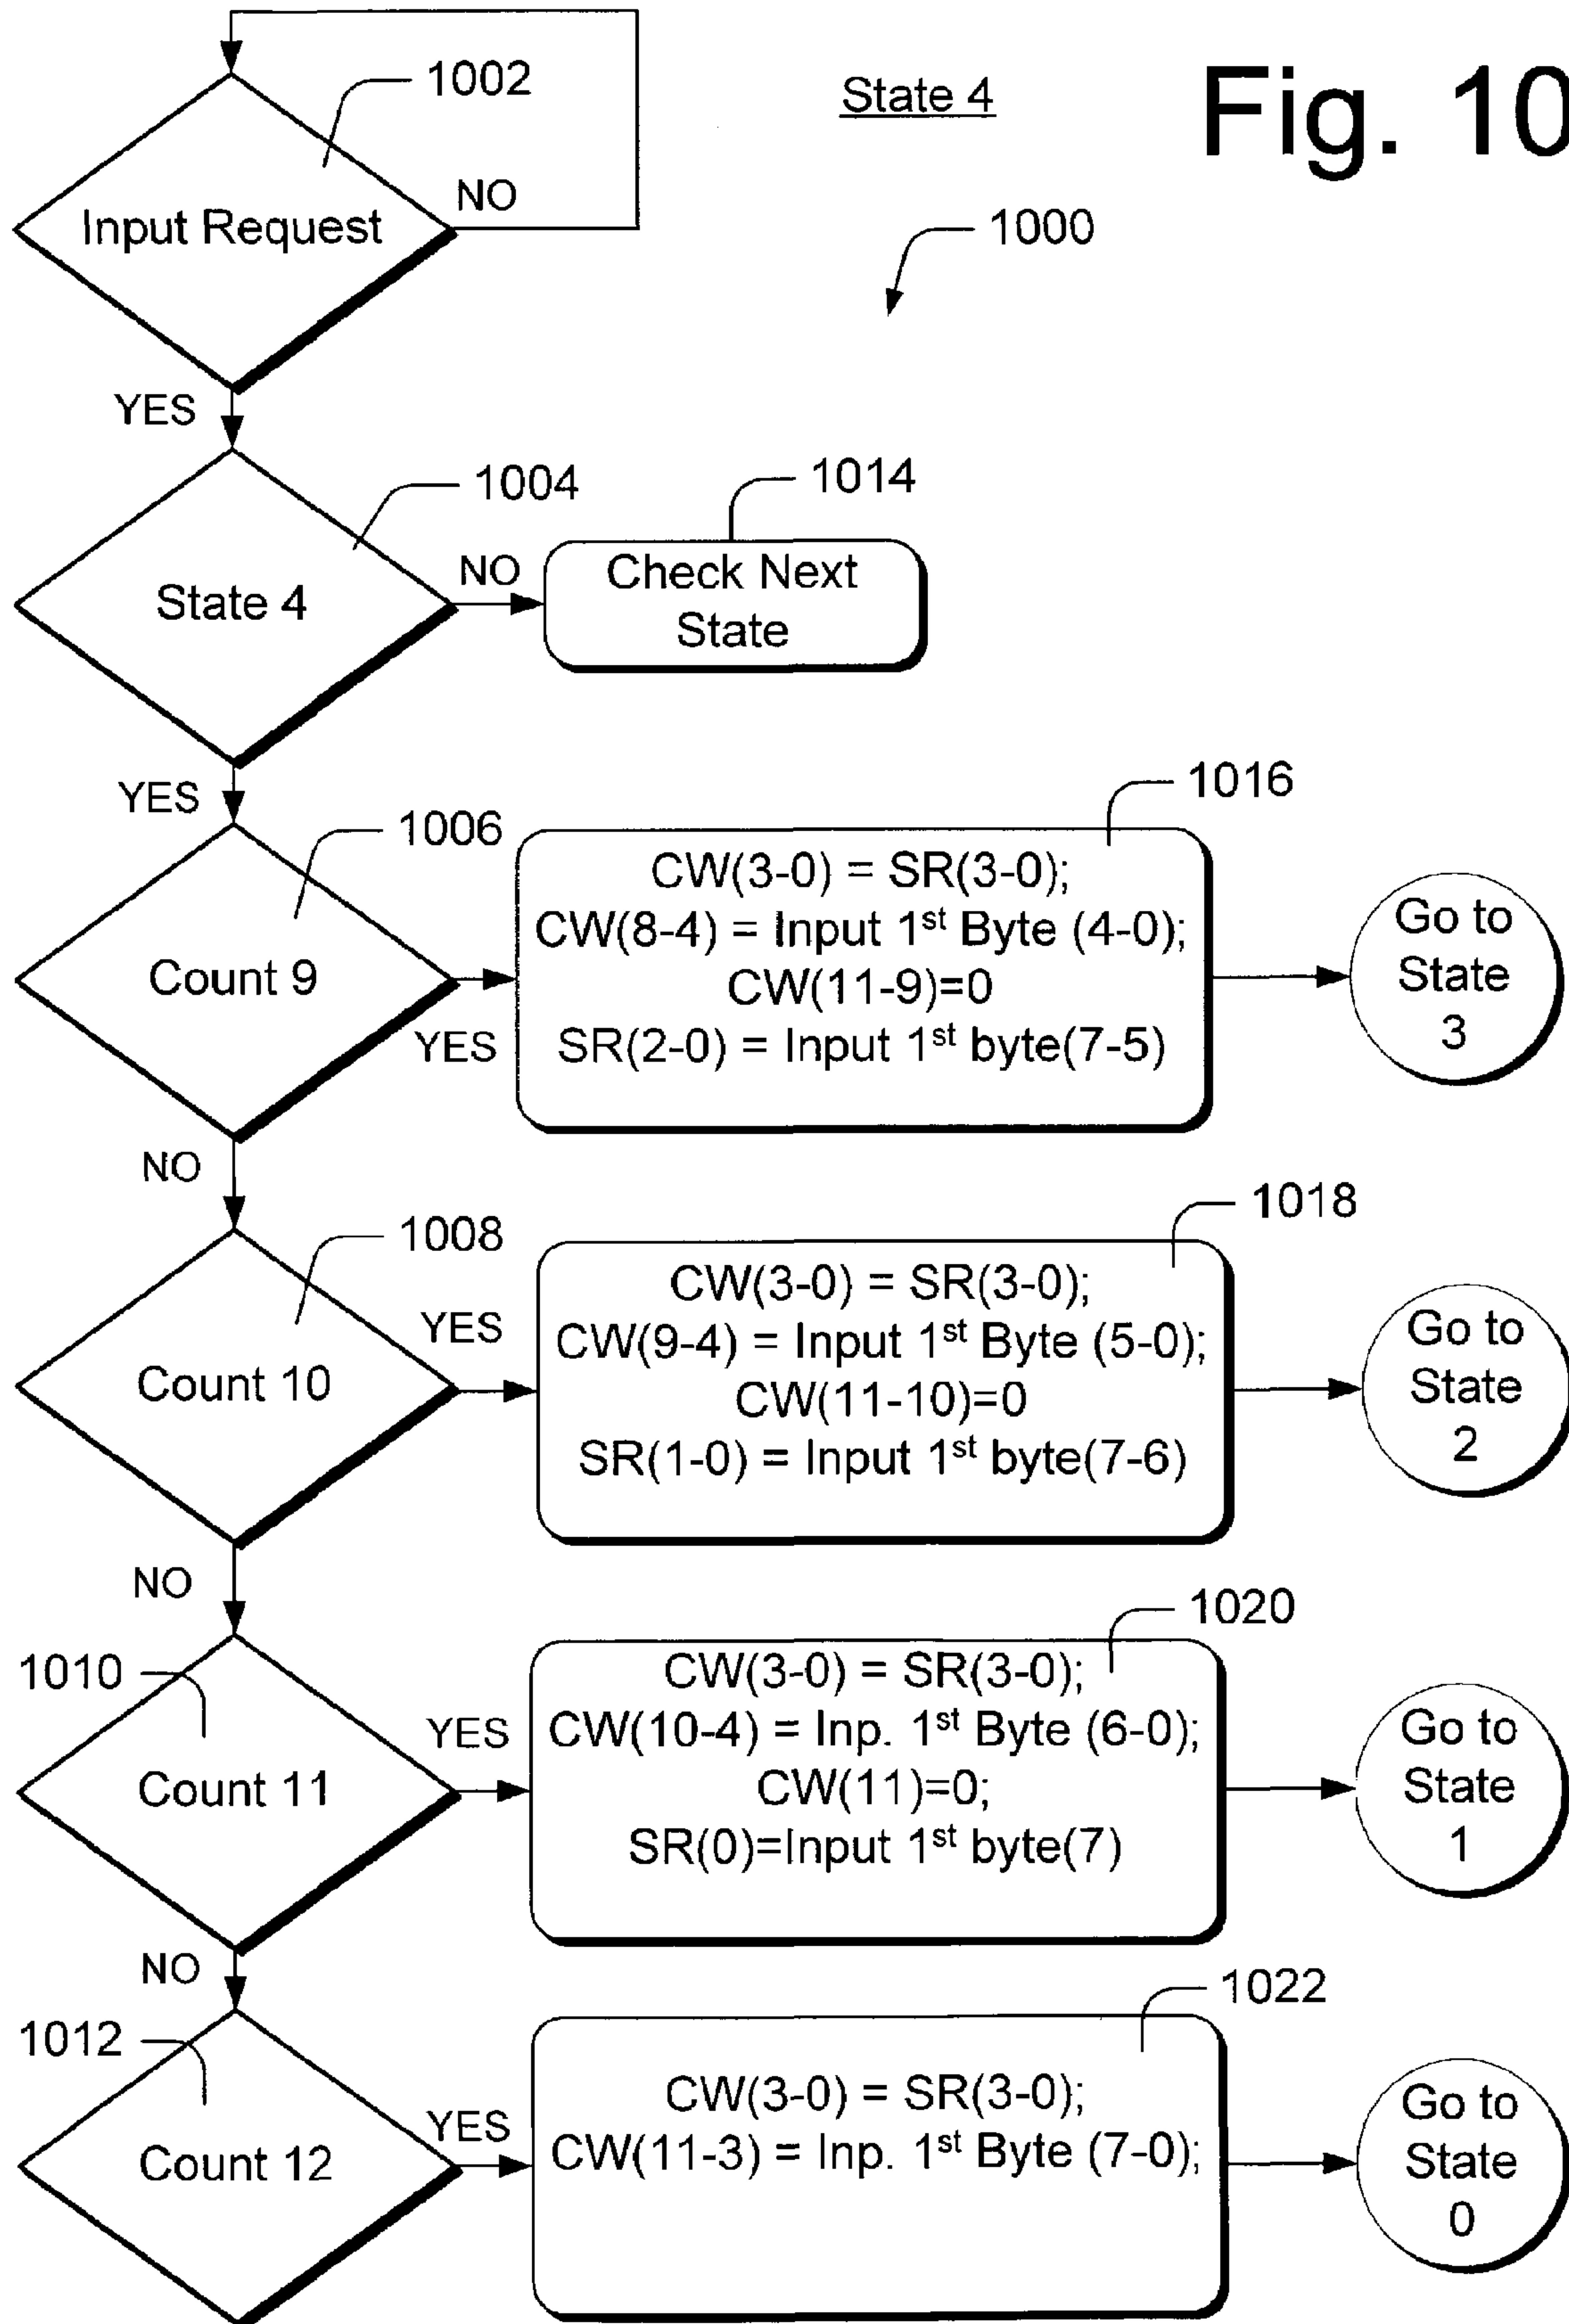 Fig. 10
State 4
1000
1002
Input Request
NO
YES
1004
State 4
NO
1014
Check Next
State
YES
1006
Count 9
YES
1016
CW(3-0) = SR(3-0);
CW(8-4) = Input 1st Byte (4-0);
CW(11-9)=0
SR(2-0) = Input 1st byte(7-5)
Go to
State
3
NO
1008
Count 10
YES
1018
CW(3-0) = SR(3-0);
CW(9-4) = Input 1st Byte (5-0);
CW(11-10)=0
SR(1-0) = Input 1st byte(7-6)
Go to
State
2
NO
1010
Count 11
YES
1020
CW(3-0) = SR(3-0);
CW(10-4) = Inp. 1st Byte (6-0);
CW(11)=0;
SR(0)=Input 1st byte(7)
Go to
State
1
NO
1012
Count 12
YES
1022
CW(3-0) = SR(3-0);
CW(11-3) = Inp. 1st Byte (7-0);
Go to
State
0